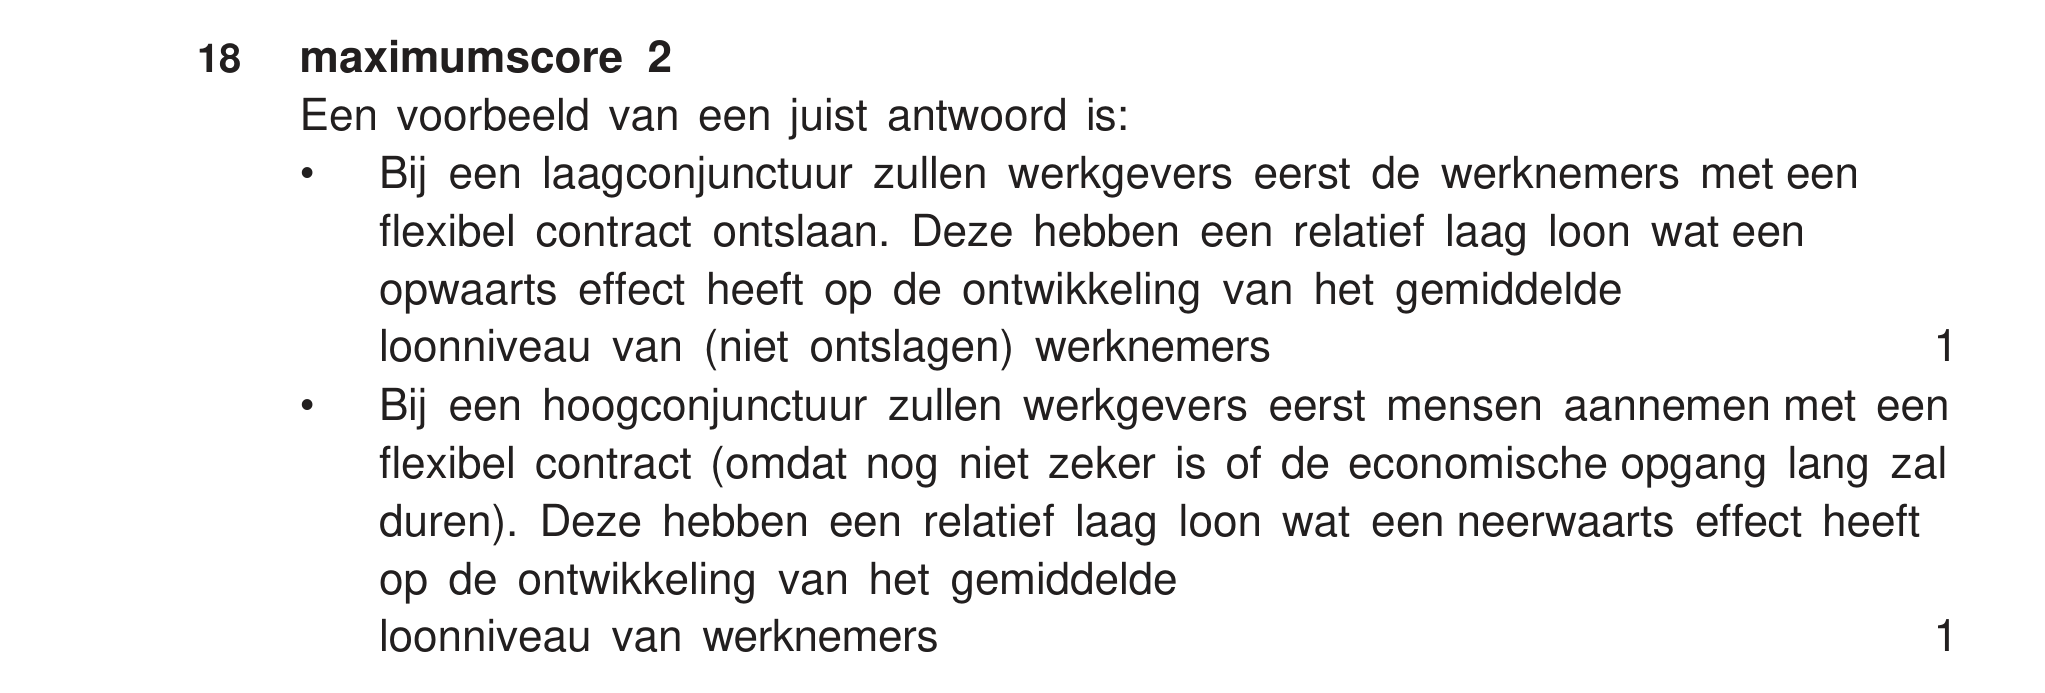 18 maximumscore 2
Een voorbeeld van een juist antwoord is:
• Bij een laagconjunctuur zullen werkgevers eerst de werknemers met een
flexibel contract ontslaan. Deze hebben een relatief laag loon wat een
opwaarts effect heeft op de ontwikkeling van het gemiddelde
loonniveau van (niet ontslagen) werknemers 1
• Bij een hoogconjunctuur zullen werkgevers eerst mensen aannemen met een
flexibel contract (omdat nog niet zeker is of de economische opgang lang zal
duren). Deze hebben een relatief laag loon wat een neerwaarts effect heeft
op de ontwikkeling van het gemiddelde
loonniveau van werknemers 1